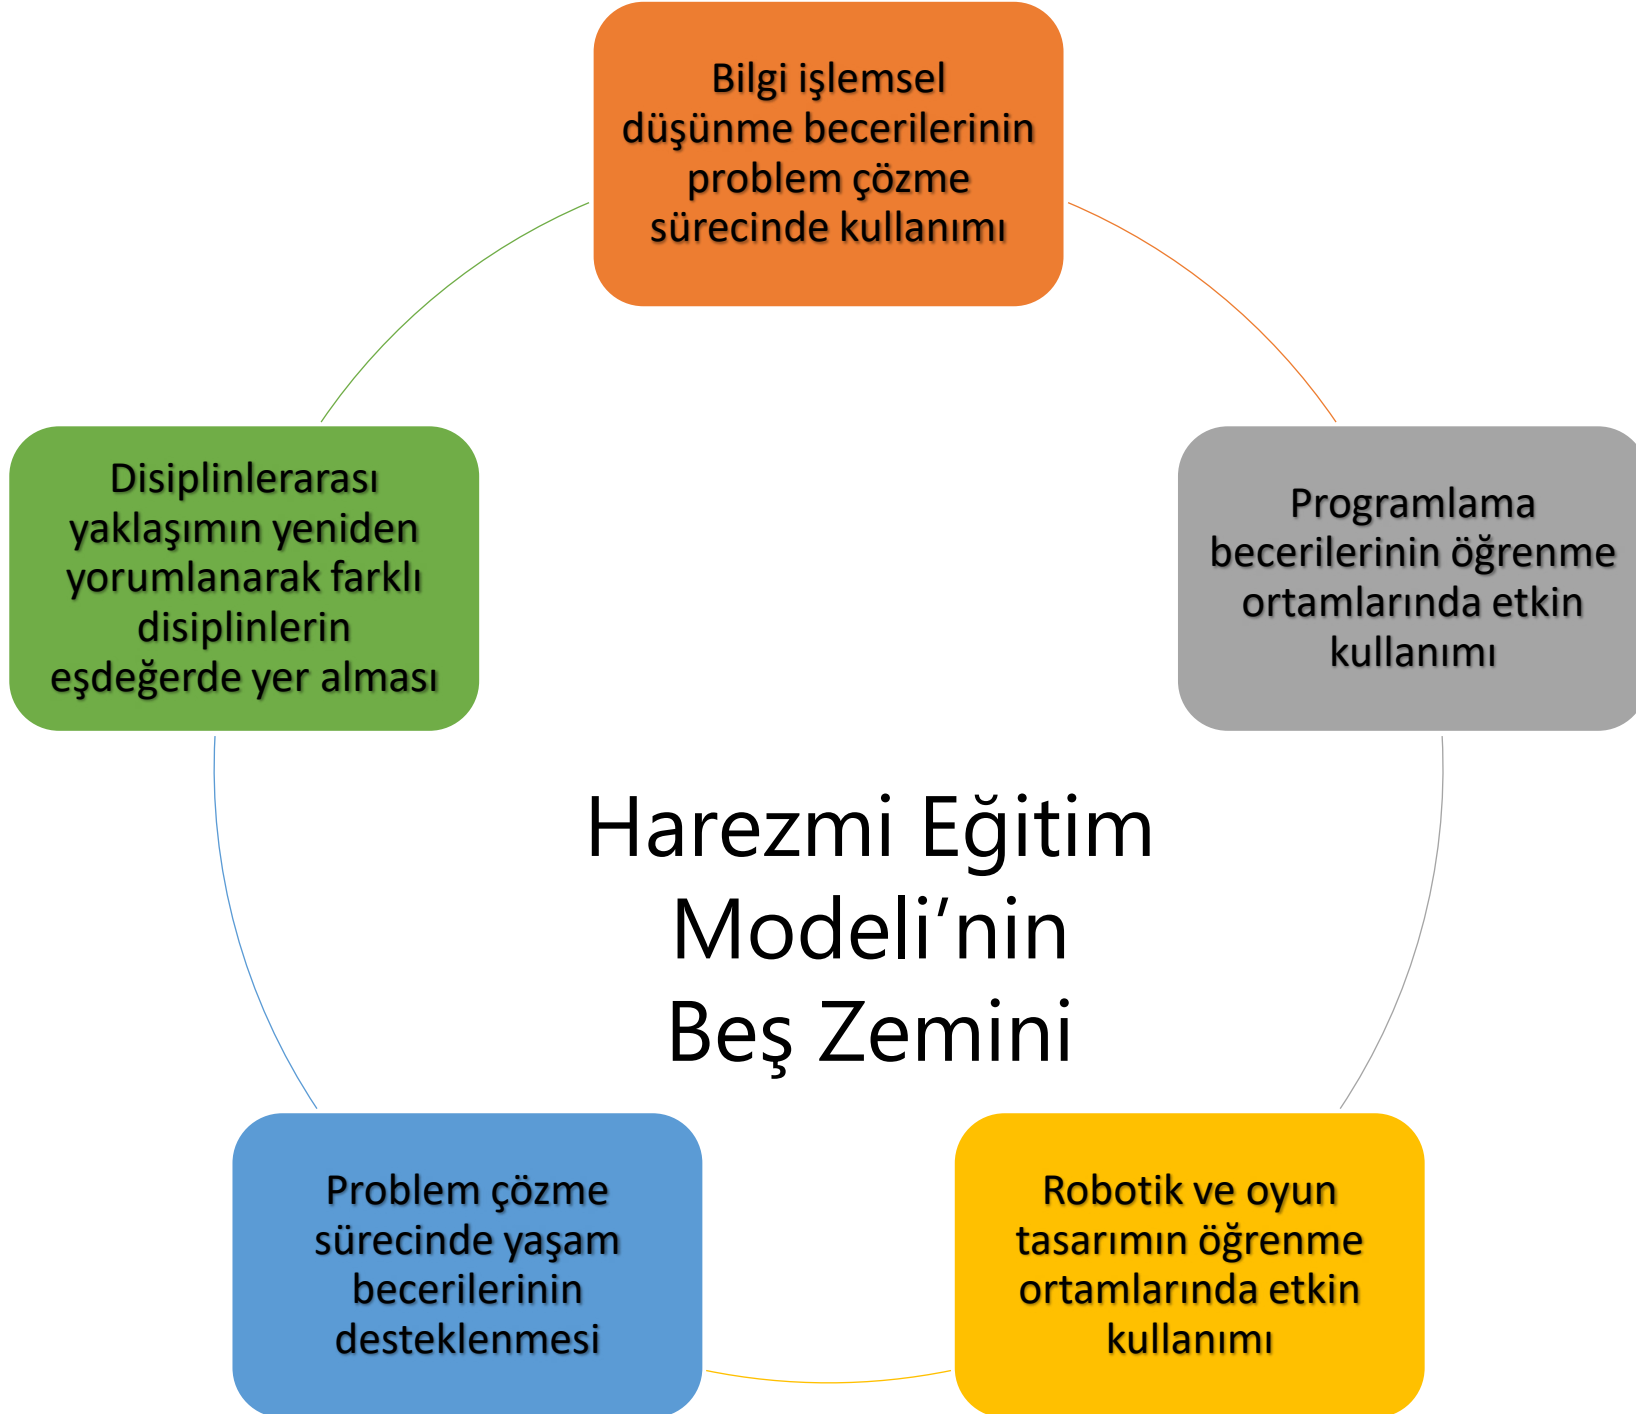 Bilgi işlemsel
düşünme becerilerinin
problem çözme
sürecinde kullanımı
Programlama
becerilerinin öğrenme
ortamlarında etkin
kullanımı
Robotik ve oyun
tasarımın öğrenme
ortamlarında etkin
kullanımı
Problem çözme
sürecinde yaşam
becerilerinin
desteklenmesi
Disiplinlerarası
yaklaşımın yeniden
yorumlanarak farklı
disiplinlerin
eşdeğerde yer alması
Harezmi Eğitim
Modeli’nin
Beş Zemini